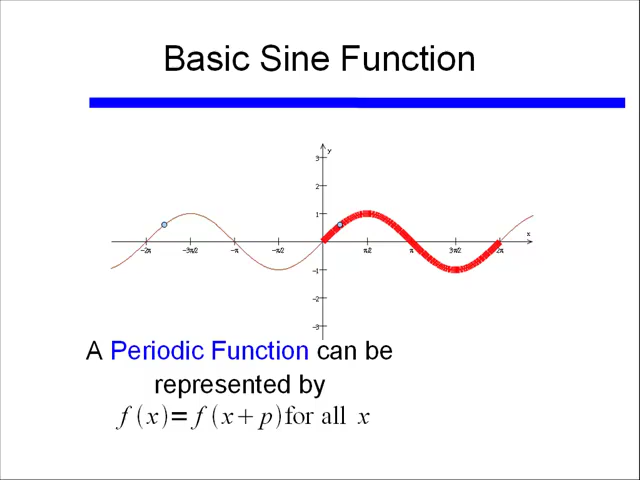 Basic Sine Function
y
3
2
1
x
−2π −3π/2 −π −π/2 π/2 π 3π/2 2π
−1
−2
−3
A Periodic Function can be
represented by
f (x)= f (x+ p) for all x